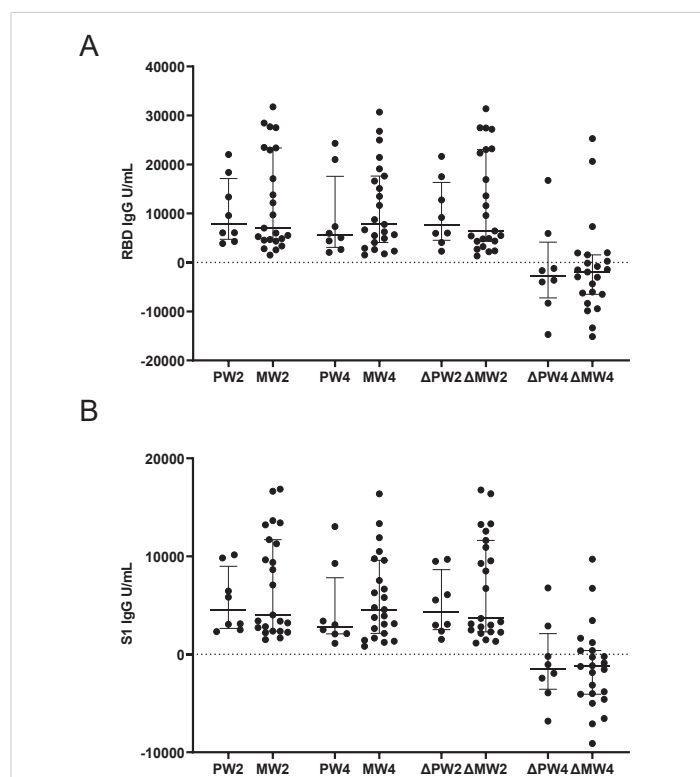 A
40000
30000
20000
10000
0
-10000
-20000
RBD IgG U/mL
PW2 MW2 PW4 MW4 ΔPW2 ΔMW2 ΔPW4 ΔMW4
B
20000
10000
0
-10000
S1 IgG U/mL
PW2 MW2 PW4 MW4 ΔPW2 ΔMW2 ΔPW4 ΔMW4